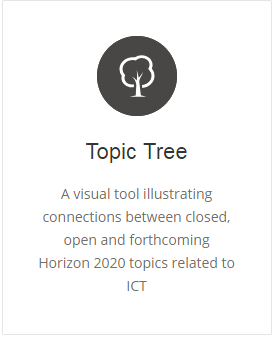 Topic Tree
A visual tool illustrating
connections between closed,
open and forthcoming
Horizon 2020 topics related to
ICT